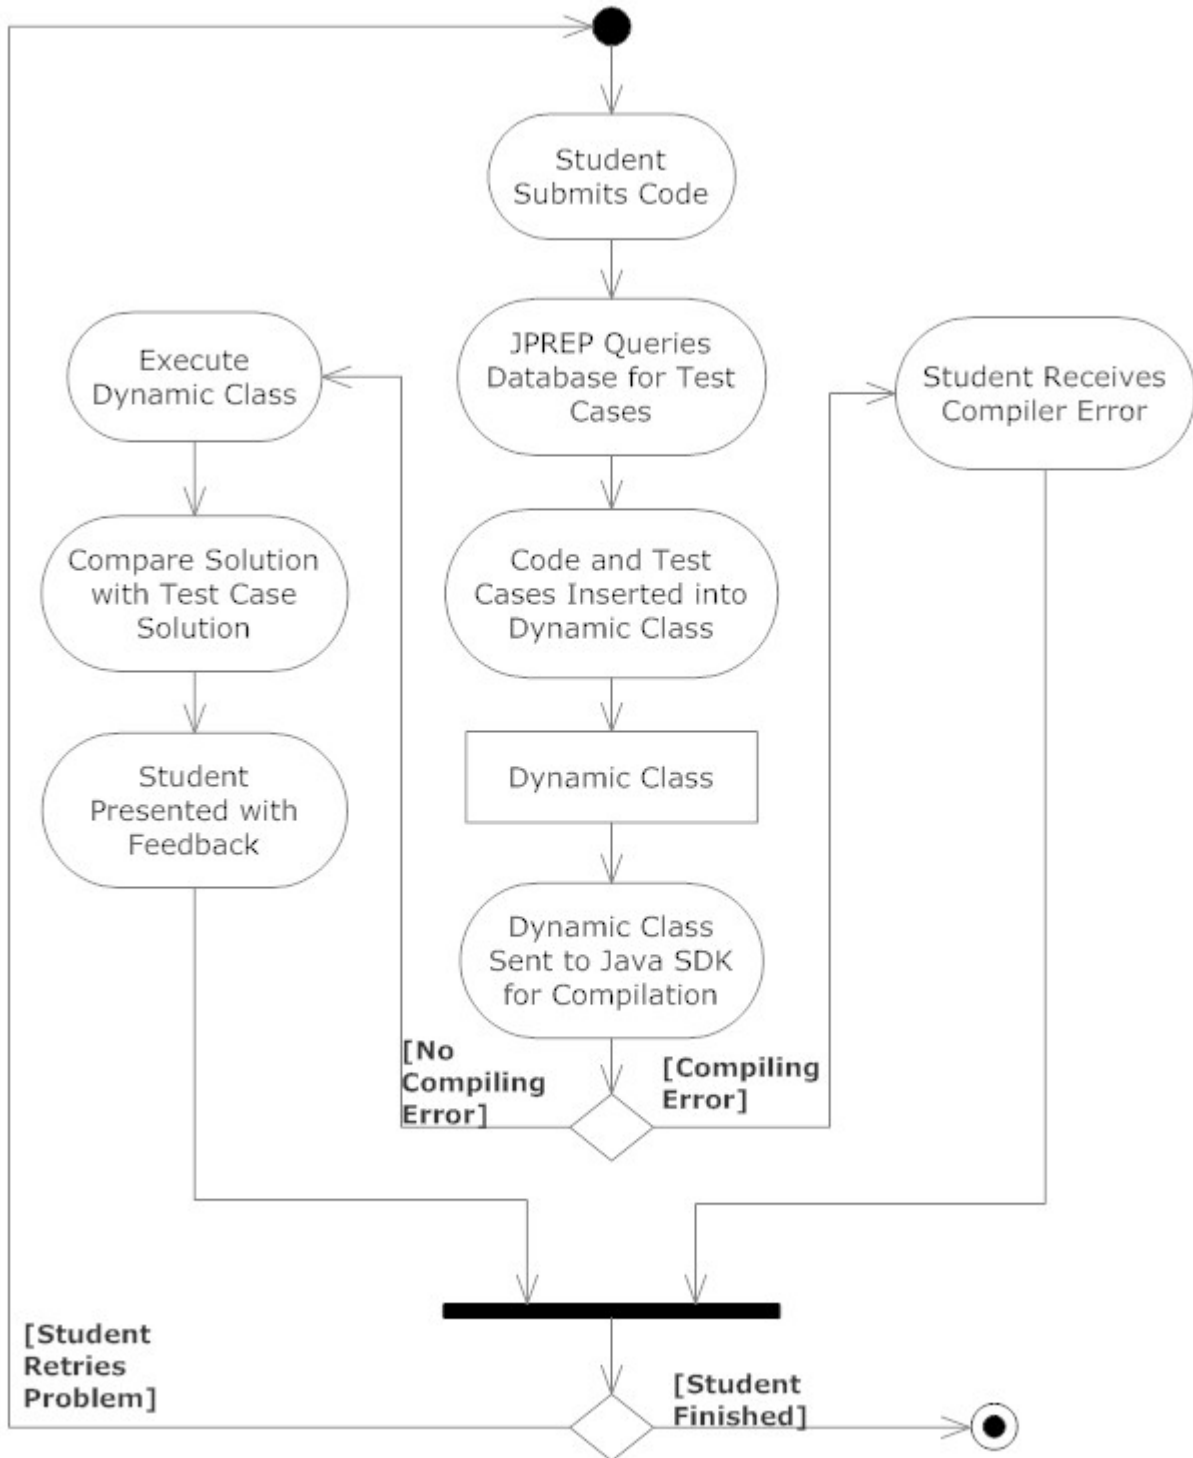 Student
Submits Code
JPREP Queries
Database for Test
Cases
Execute
Dynamic Class
Student Receives
Compiler Error
Compare Solution
with Test Case
Solution
Code and Test
Cases Inserted into
Dynamic Class
Student
Presented with
Feedback
Dynamic Class
Dynamic Class
Sent to Java SDK
for Compilation
[No
Compiling
Error]
[Compiling
Error]
[Student
Retries
Problem]
[Student
Finished]